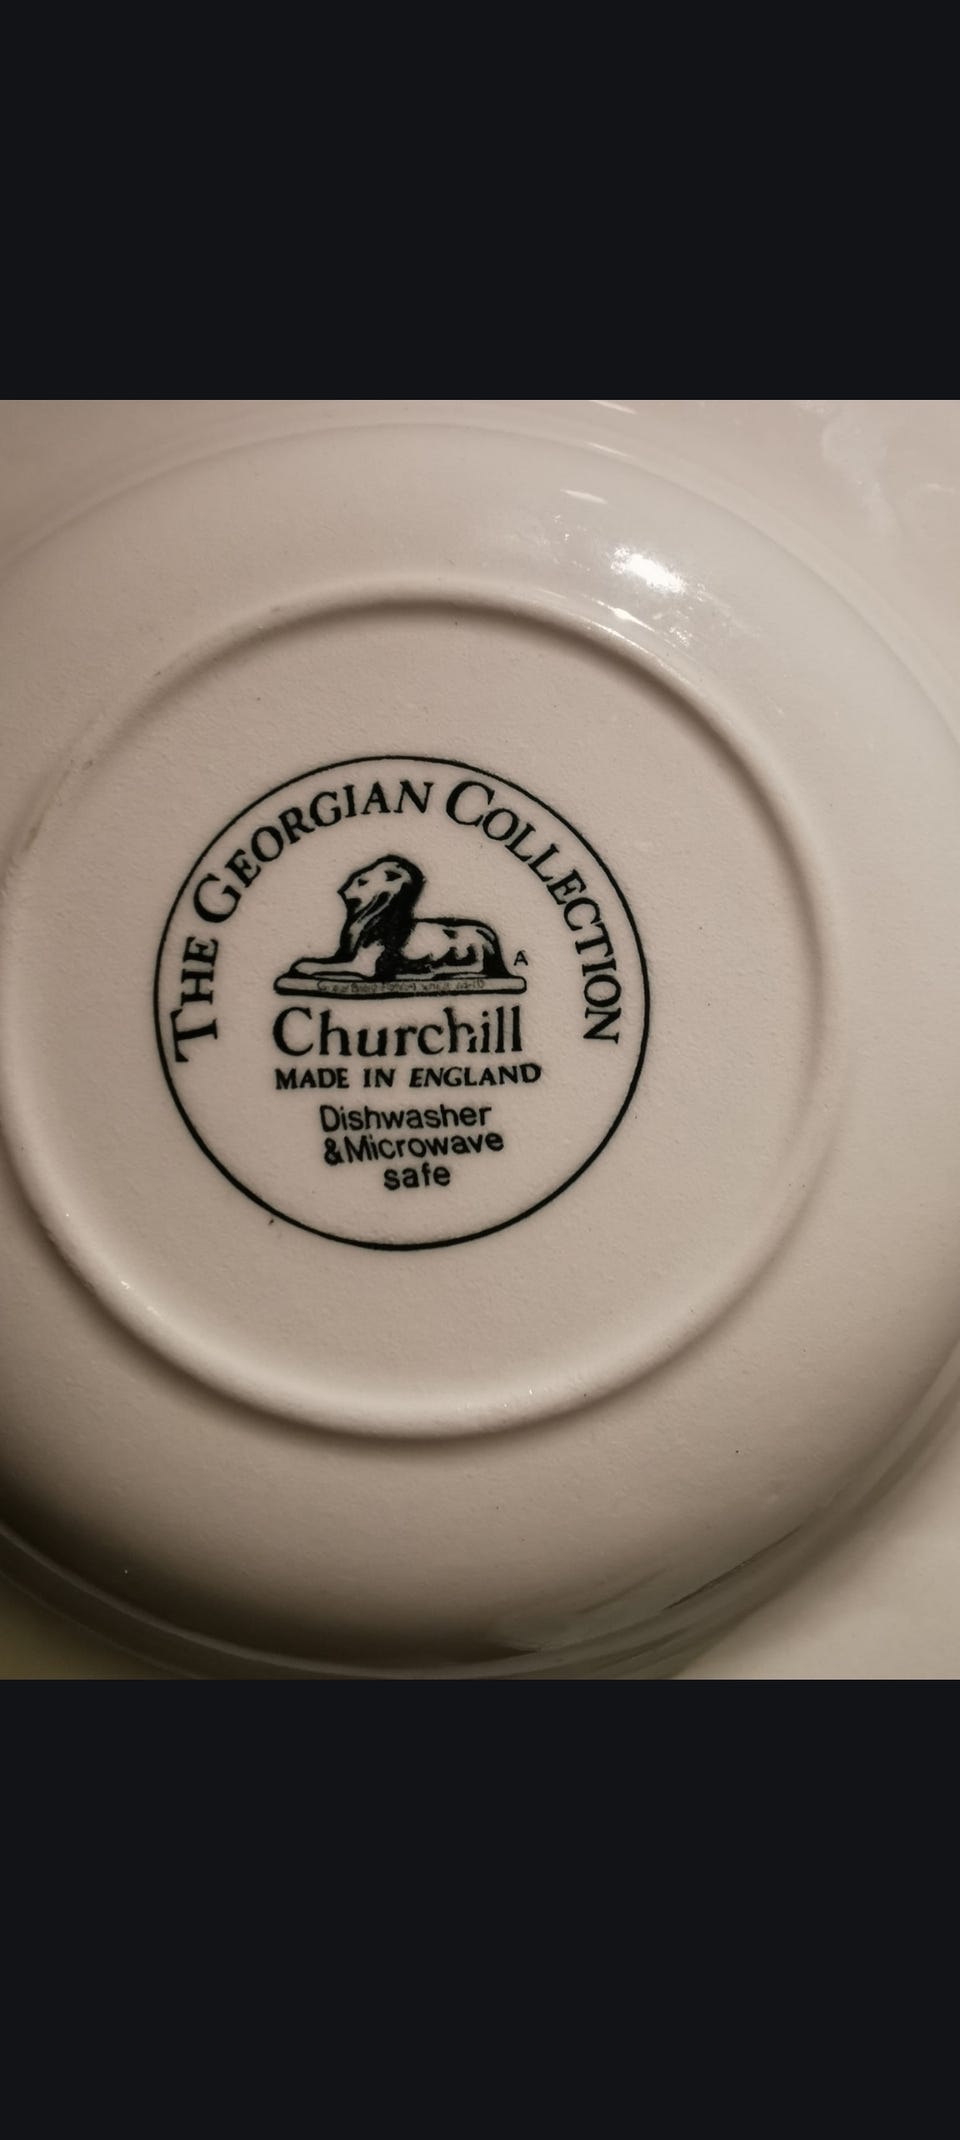 THE GEORGIAN COLLECTION
A
Churchill
MADE IN ENGLAND
Dishwasher
&Microwave
safe